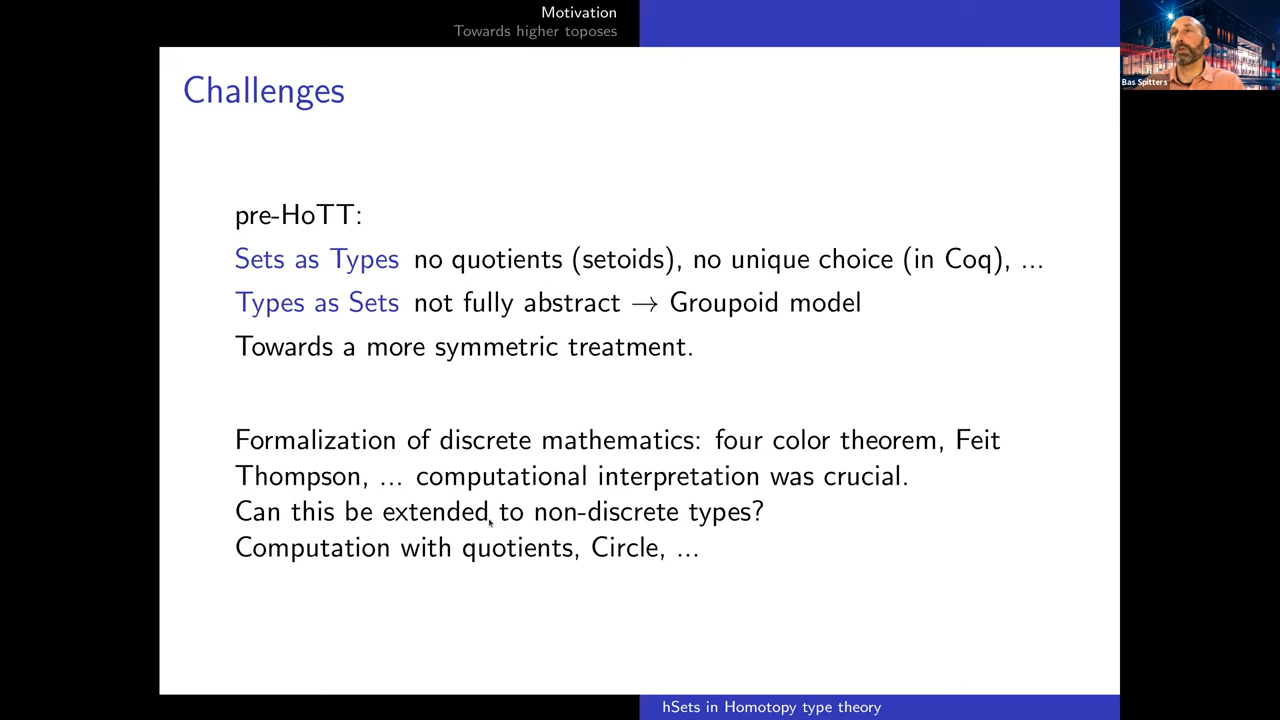 Motivation
Towards higher toposes
Bas Spitters
Challenges
pre-HoTT:
Sets as Types no quotients (setoids), no unique choice (in Coq), ...
Types as Sets not fully abstract → Groupoid model
Towards a more symmetric treatment.
Formalization of discrete mathematics: four color theorem, Feit
Thompson, ... computational interpretation was crucial.
Can this be extended to non-discrete types?
Computation with quotients, Circle, ...
hSets in Homotopy type theory